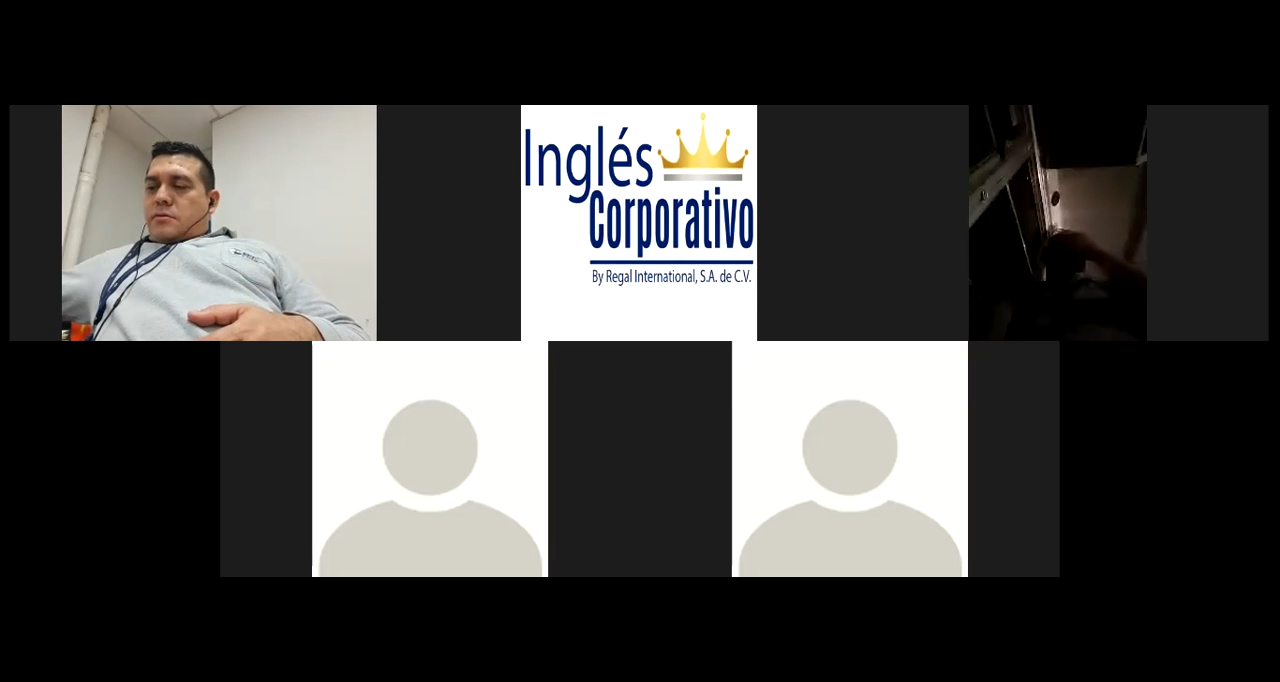 Inglés
Corporativo
By Regal International, S.A. de C.V.